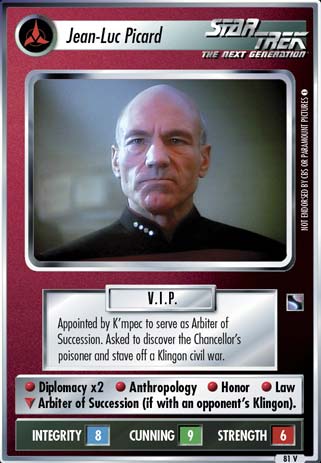 Jean-Luc Picard
STAR TREK
THE NEXT GENERATION
NOT ENDORSED BY CBS OR PARAMOUNT PICTURES
V.I.P.
Appointed by K'mpec to serve as Arbiter of
Succession. Asked to discover the Chancellor's
poisoner and stave off a Klingon civil war.
Diplomacy x2 Anthropology Honor Law
Arbiter of Succession (if with an opponent's Klingon).
INTEGRITY 8 CUNNING 9 STRENGTH 6
81 V